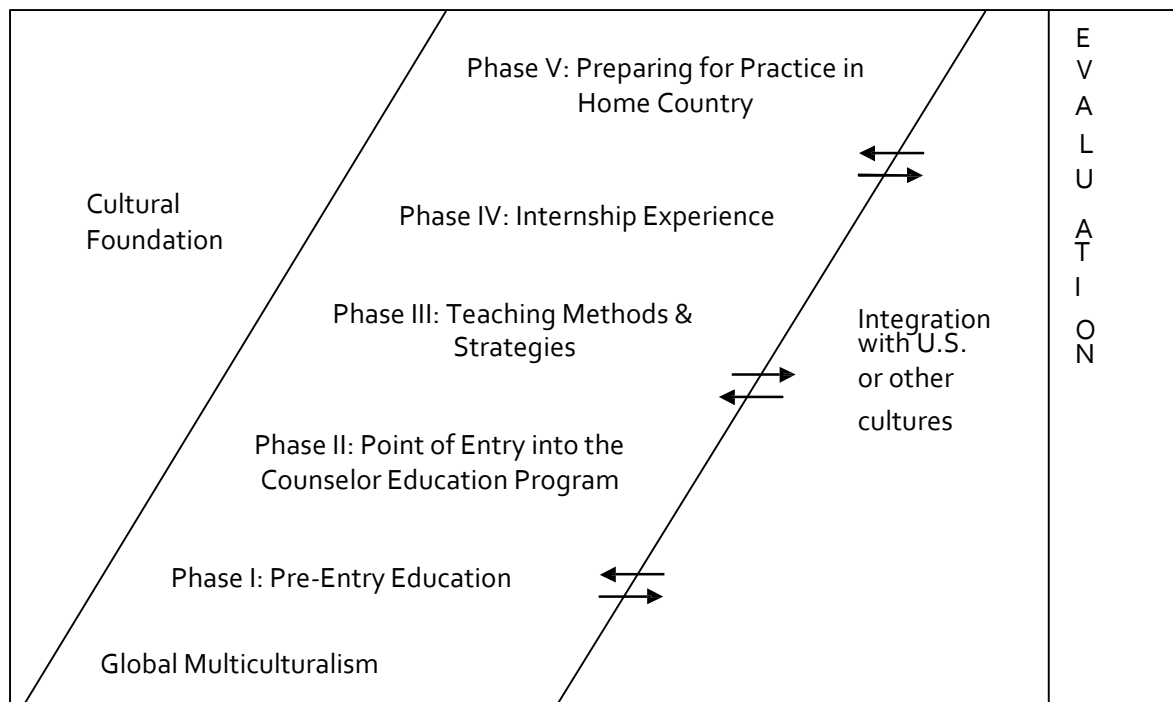 Phase V: Preparing for Practice in
Home Country
Cultural
Foundation
Phase IV: Internship Experience
Phase III: Teaching Methods &
Strategies
Integration
with U.S.
or other
cultures
Phase II: Point of Entry into the
Counselor Education Program
Phase I: Pre-Entry Education
Global Multiculturalism
E
V
A
L
U
A
T
I
O
N